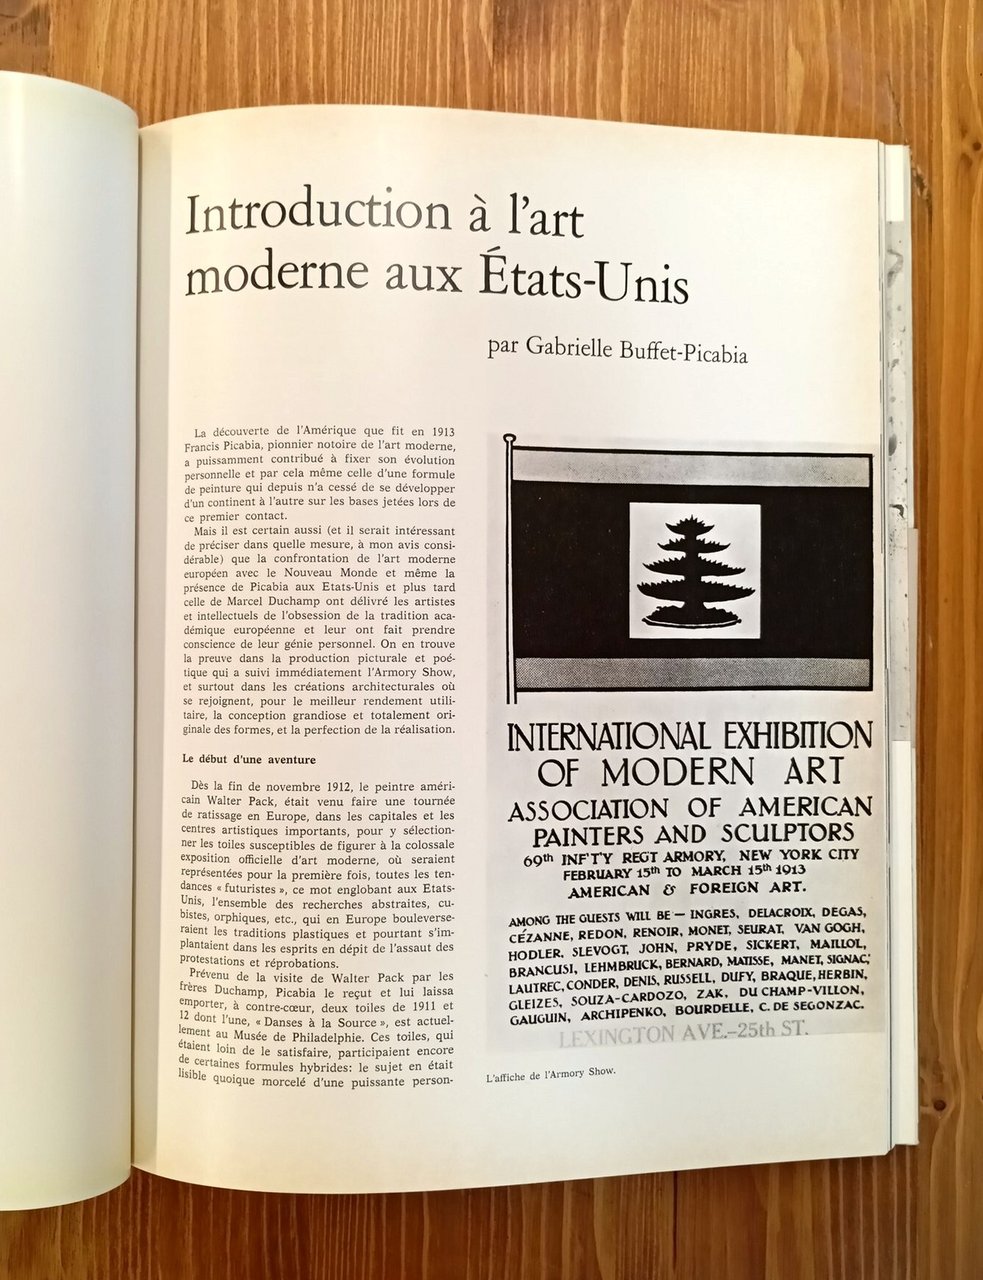 Introduction à l'art
moderne aux États-Unis
par Gabrielle Buffet-Picabia
La découverte de l'Amérique que fit en 1913
Francis Picabia, pionnier notoire de l'art moderne,
a puissamment contribué à fixer son évolution
personnelle et par cela même celle d'une formule
de peinture qui depuis n'a cessé de se développer
d'un continent à l'autre sur les bases jetées lors de
ce premier contact.
Mais il est certain aussi (et il serait intéressant
de préciser dans quelle mesure, à mon avis consi-
dérable) que la confrontation de l'art moderne
européen avec le Nouveau Monde et même la
présence de Picabia aux Etats-Unis et plus tard
celle de Marcel Duchamp ont délivré les artistes
et intellectuels de l'obsession de la tradition aca-
démique européenne et leur ont fait prendre
conscience de leur génie personnel. On en trouve
la preuve dans la production picturale et poé-
tique qui a suivi immédiatement l'Armory Show,
et surtout dans les créations architecturales où
se rejoignent, pour le meilleur rendement utili-
taire, la conception grandiose et totalement ori-
ginale des formes, et la perfection de la réalisation.
Le début d'une aventure
Dès la fin de novembre 1912, le peintre améri-
cain Walter Pack, était venu faire une tournée
de ratissage en Europe, dans les capitales et les
centres artistiques importants, pour y sélection-
ner les toiles susceptibles de figurer à la colossale
exposition officielle d'art moderne, où seraient
représentées pour la première fois, toutes les ten-
dances « futuristes », ce mot englobant aux Etats-
Unis, l'ensemble des recherches abstraites, cu-
bistes, orphiques, etc., qui en Europe bouleverse-
raient les traditions plastiques et pourtant s'im-
plantaient dans les esprits en dépit de l'assaut des
protestations et réprobations.
Prévenu de la visite de Walter Pack par les
frères Duchamp, Picabia le reçut et lui laissa
emporter, à contre-cœur, deux toiles de 1911 et
12 dont l'une, « Danses à la Source », est actuel-
lement au Musée de Philadelphie. Ces toiles, qui
étaient loin de le satisfaire, participaient encore
de certaines formules hybrides: le sujet en était
lisible quoique morcelé d'une puissante person-
INTERNATIONAL EXHIBITION
OF MODERN ART
ASSOCIATION OF AMERICAN
PAINTERS AND SCULPTORS
69th INF'TY REGT ARMORY, NEW YORK CITY
FEBRUARY 15th TO MARCH 15th 1913
AMERICAN & FOREIGN ART.
AMONG THE GUESTS WILL BE — INGRES, DELACROIX, DEGAS,
CÉZANNE, REDON, RENOIR, MONET, SEURAT, VAN GOGH,
HODLER, SLEVOGT, JOHN, PRYDE, SICKERT, MAILLOL,
BRANCUSI, LEHMBRUCK, BERNARD, MATISSE, MANET, SIGNAC,
LAUTREC, CONDER, DENIS, RUSSELL, DUFY, BRAQUE, HERBIN,
GLEIZES, SOUZA-CARDOZO, ZAK, DU CHAMP-VILLON,
GAUGUIN, ARCHIPENKO, BOURDELLE, C. DE SEGONZAC.
LEXINGTON AVE.–25th ST.
L'affiche de l'Armory Show.